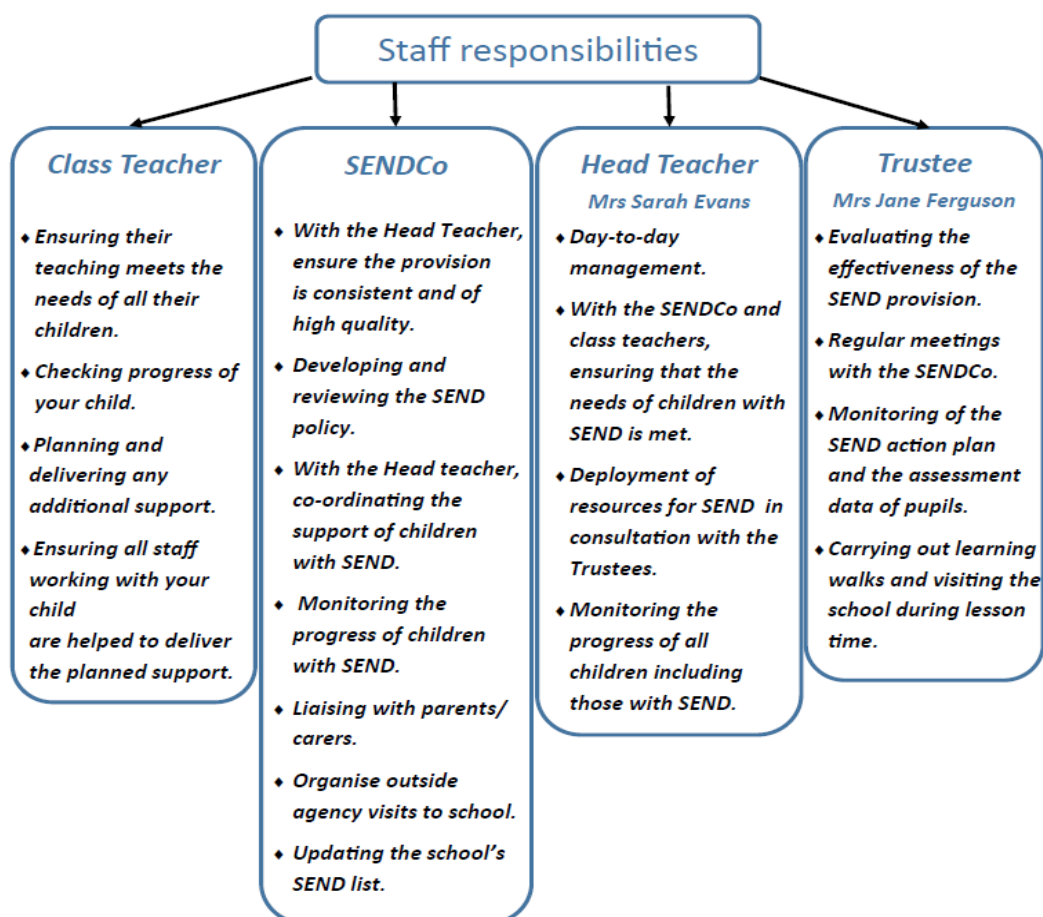 Staff responsibilities
Class Teacher
♦ Ensuring their
teaching meets the
needs of all their
children.
♦ Checking progress of
your child.
♦ Planning and
delivering any
additional support.
♦ Ensuring all staff
working with your
child
are helped to deliver
the planned support.
SENDCo
♦ With the Head Teacher,
ensure the provision
is consistent and of
high quality.
♦ Developing and
reviewing the SEND
policy.
♦ With the Head teacher,
co-ordinating the
support of children
with SEND.
♦ Monitoring the
progress of children
with SEND.
♦ Liaising with parents/
carers.
♦ Organise outside
agency visits to school.
♦ Updating the school’s
SEND list.
Head Teacher
Mrs Sarah Evans
♦ Day-to-day
management.
♦ With the SENDCo and
class teachers,
ensuring that the
needs of children with
SEND is met.
♦ Deployment of
resources for SEND in
consultation with the
Trustees.
♦ Monitoring the
progress of all
children including
those with SEND.
Trustee
Mrs Jane Ferguson
♦ Evaluating the
effectiveness of the
SEND provision.
♦ Regular meetings
with the SENDCo.
♦ Monitoring of the
SEND action plan
and the assessment
data of pupils.
♦ Carrying out learning
walks and visiting the
school during lesson
time.